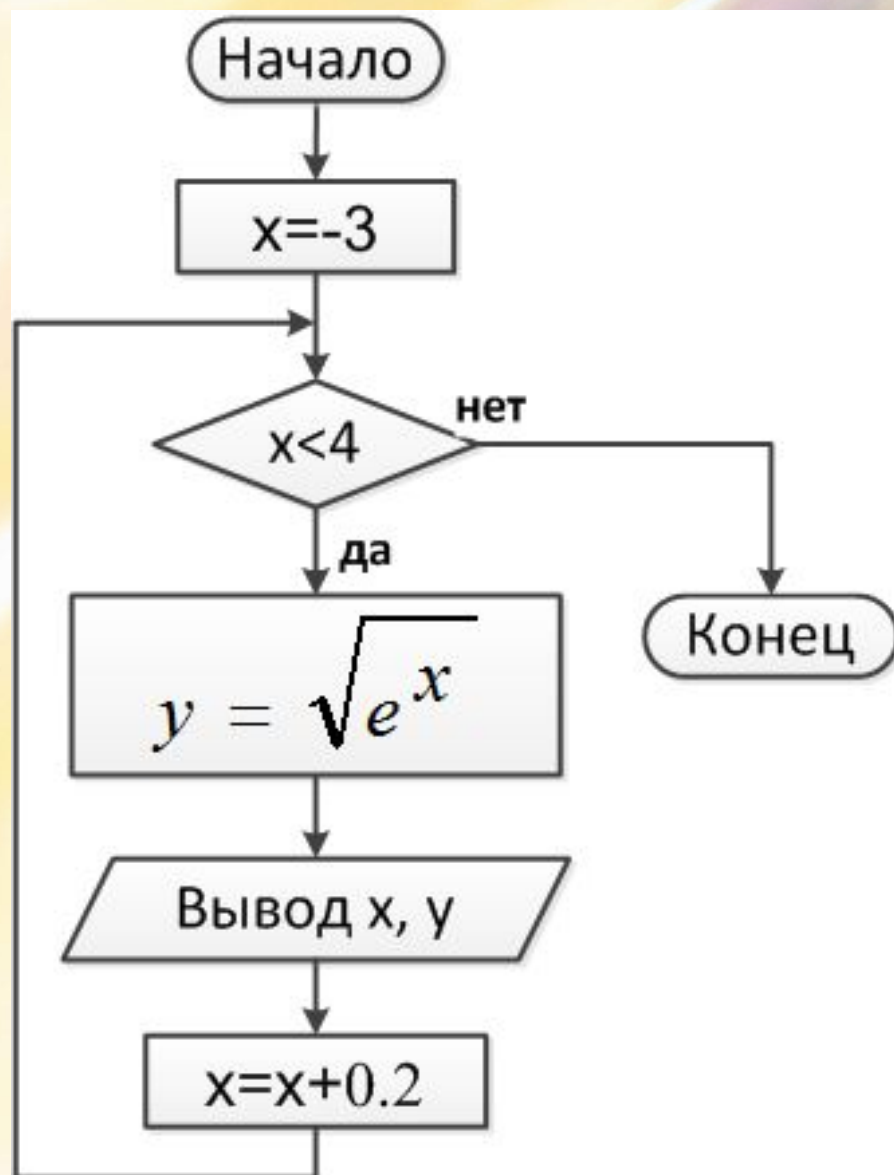 Начало
x=-3
x<4
нет
да
Конец
y = √e^x
Вывод x, y
x=x+0.2